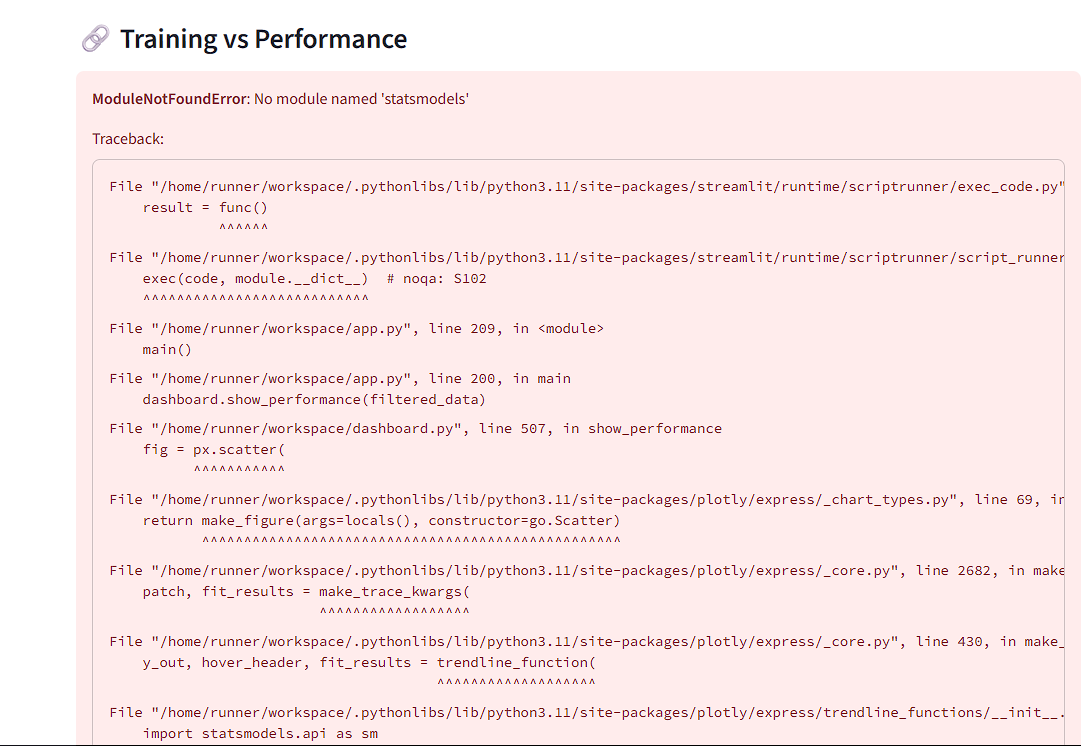 Training vs Performance
ModuleNotFoundError: No module named 'statsmodels'
Traceback:
File "/home/runner/workspace/.pythonlibs/lib/python3.11/site-packages/streamlit/runtime/scriptrunner/exec_code.py"
result = func()
^^^^^^
File "/home/runner/workspace/.pythonlibs/lib/python3.11/site-packages/streamlit/runtime/scriptrunner/script_runner
exec(code, module.__dict__)  # noqa: S102
^^^^^^^^^^^^^^^^^^^^^^^^^^^
File "/home/runner/workspace/app.py", line 209, in <module>
main()
File "/home/runner/workspace/app.py", line 200, in main
dashboard.show_performance(filtered_data)
File "/home/runner/workspace/dashboard.py", line 507, in show_performance
fig = px.scatter(
^^^^^^^^^^^
File "/home/runner/workspace/.pythonlibs/lib/python3.11/site-packages/plotly/express/_chart_types.py", line 69, in
return make_figure(args=locals(), constructor=go.Scatter)
^^^^^^^^^^^^^^^^^^^^^^^^^^^^^^^^^^^^^^^^^^^^^^^^^^
File "/home/runner/workspace/.pythonlibs/lib/python3.11/site-packages/plotly/express/_core.py", line 2682, in make
patch, fit_results = make_trace_kwargs(
^^^^^^^^^^^^^^^^^^
File "/home/runner/workspace/.pythonlibs/lib/python3.11/site-packages/plotly/express/_core.py", line 430, in make_
y_out, hover_header, fit_results = trendline_function(
^^^^^^^^^^^^^^^^^^^
File "/home/runner/workspace/.pythonlibs/lib/python3.11/site-packages/plotly/express/trendline_functions/__init__.
import statsmodels.api as sm